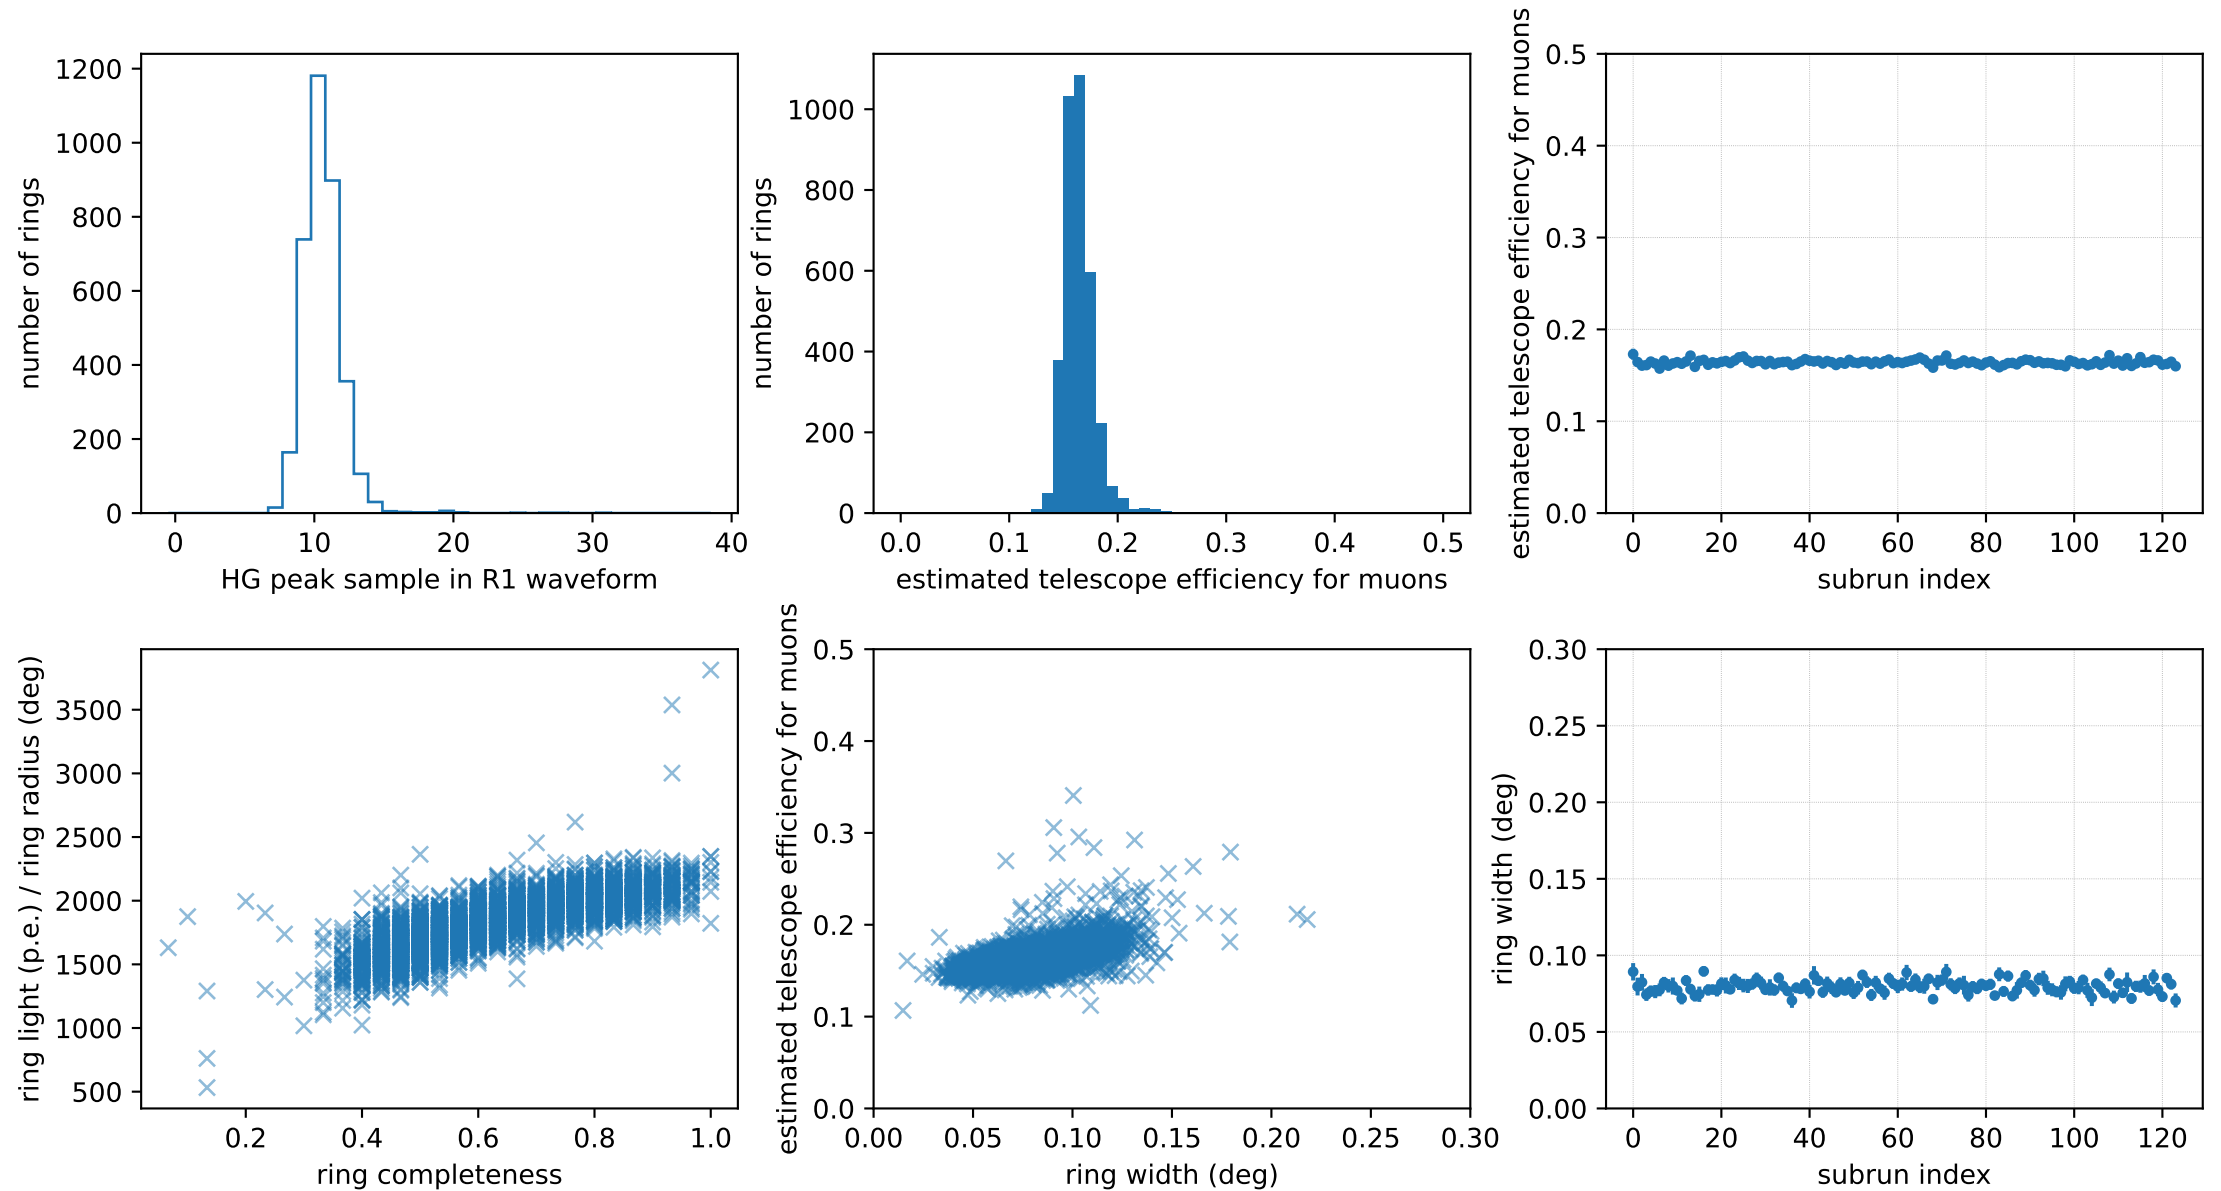 1200
1000
800
600
400
200
0
number of rings
0 10 20 30 40
HG peak sample in R1 waveform
1000
800
600
400
200
0
number of rings
0.0 0.1 0.2 0.3 0.4 0.5
estimated telescope efficiency for muons
0.5
0.4
0.3
0.2
0.1
0.0
estimated telescope efficiency for muons
0 20 40 60 80 100 120
subrun index
3500
3000
2500
2000
1500
1000
500
ring light (p.e.) / ring radius (deg)
0.2 0.4 0.6 0.8 1.0
ring completeness
0.5
0.4
0.3
0.2
0.1
0.0
estimated telescope efficiency for muons
0.00 0.05 0.10 0.15 0.20 0.25 0.30
ring width (deg)
0.30
0.25
0.20
0.15
0.10
0.05
0.00
ring width (deg)
0 20 40 60 80 100 120
subrun index